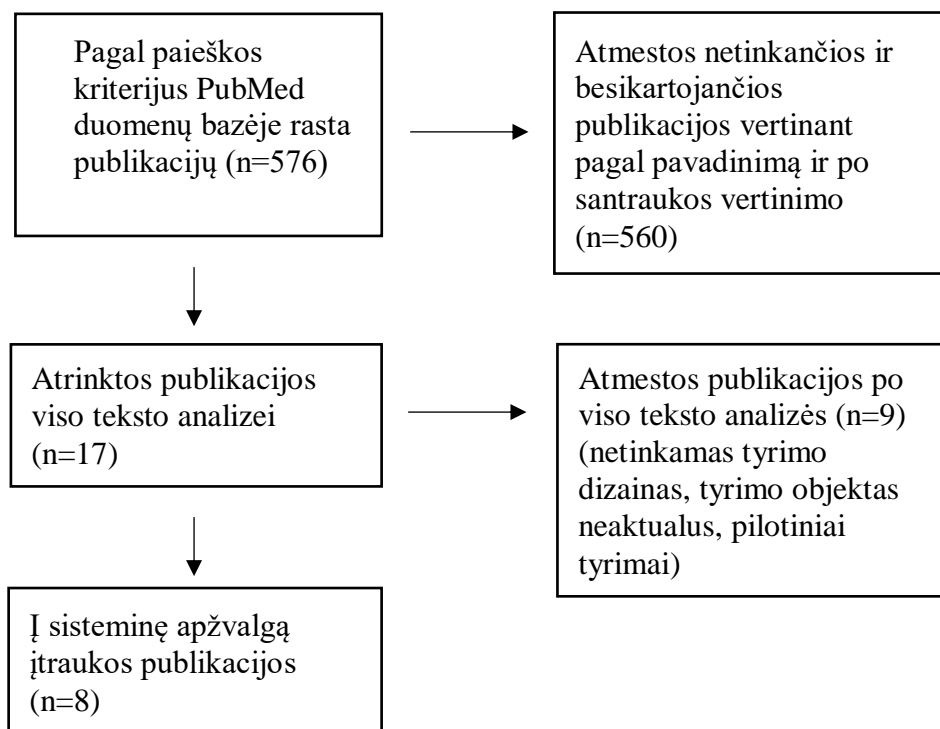 Pagal paieškos
kriterijus PubMed
duomenų bazėje rasta
publikacijų (n=576)
Atmestos netinkančios ir
besikartojančios
publikacijos vertinant
pagal pavadinimą ir po
santraukos vertinimo
(n=560)
Atrinktos publikacijos
viso teksto analizei
(n=17)
Atmestos publikacijos po
viso teksto analizės (n=9)
(netinkamas tyrimo
dizainas, tyrimo objektas
neaktualus, pilotiniai
tyrimai)
Į sisteminę apžvalgą
įtraukos publikacijos
(n=8)